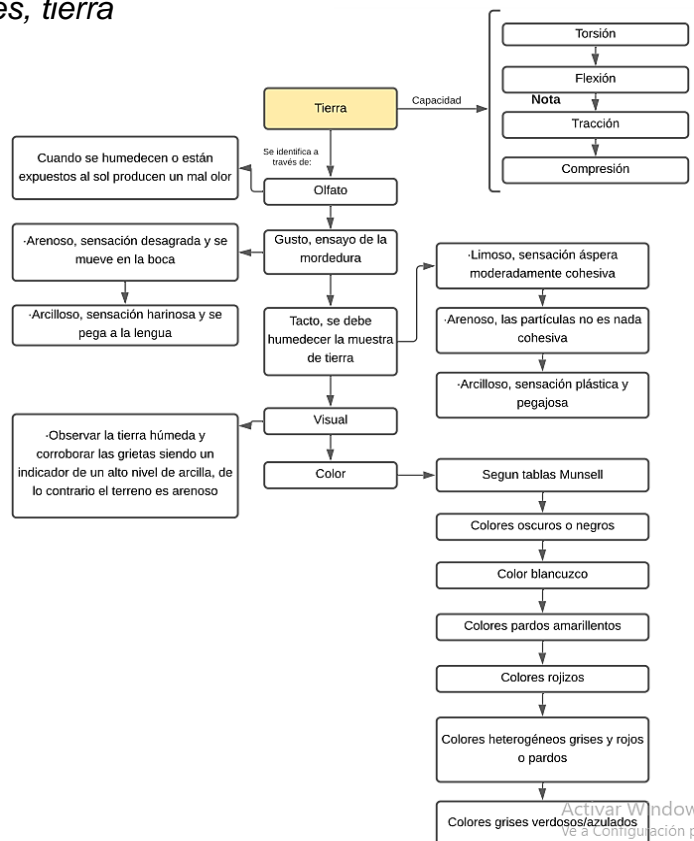 es, tierra
Torsión
Flexión
Nota
Tracción
Compresión
Capacidad
Tierra
Se identifica a
través de:
Cuando se humedecen o están
expuestos al sol producen un mal olor
Olfato
·Arenoso, sensación desagrada y se
mueve en la boca
Gusto, ensayo de la
mordedura
·Arcilloso, sensación harinosa y se
pega a la lengua
Tacto, se debe
humedecer la muestra
de tierra
·Limoso, sensación áspera
moderadamente cohesiva
·Arenoso, las partículas no es nada
cohesiva
·Arcilloso, sensación plástica y
pegajosa
Visual
·Observar la tierra húmeda y
corroborar las grietas siendo un
indicador de un alto nivel de arcilla, de
lo contrario el terreno es arenoso
Color
Segun tablas Munsell
Colores oscuros o negros
Color blancuzco
Colores pardos amarillentos
Colores rojizos
Colores heterogéneos grises y rojos
o pardos
Colores grises verdosos/azulados
Activar Window
Ve a Configuración p